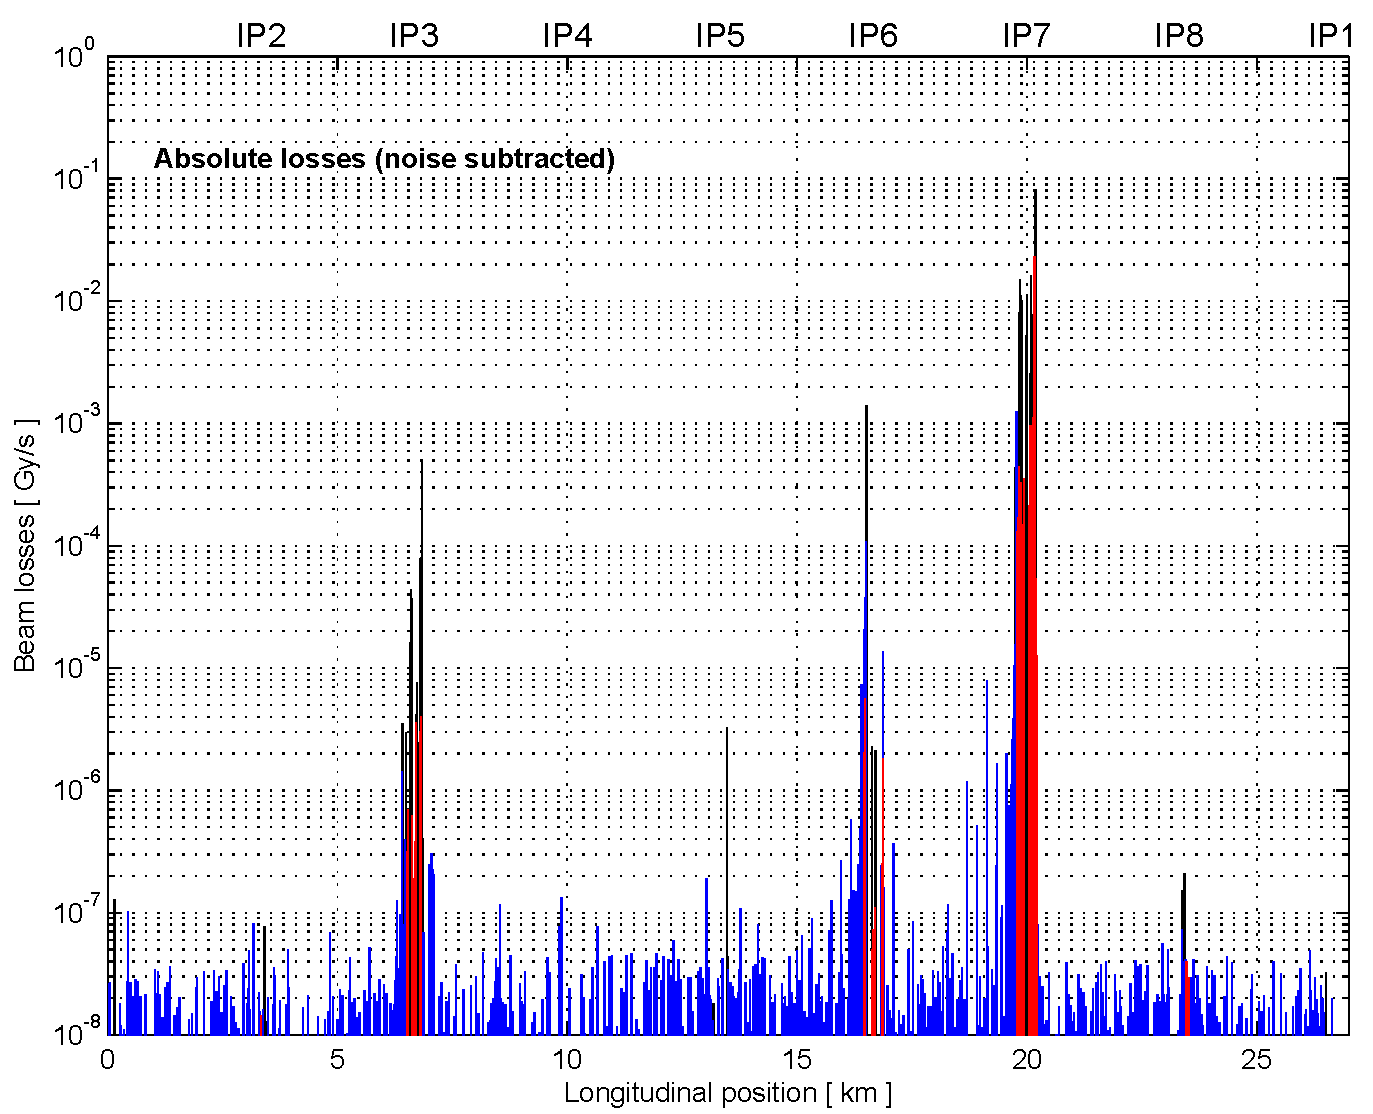 IP2 IP3 IP4 IP5 IP6 IP7 IP8 IP1
10^0
Absolute losses (noise subtracted)
10^-1
10^-2
10^-3
10^-4
10^-5
10^-6
10^-7
10^-8
Beam losses [ Gy/s ]
0 5 10 15 20 25
Longitudinal position [ km ]